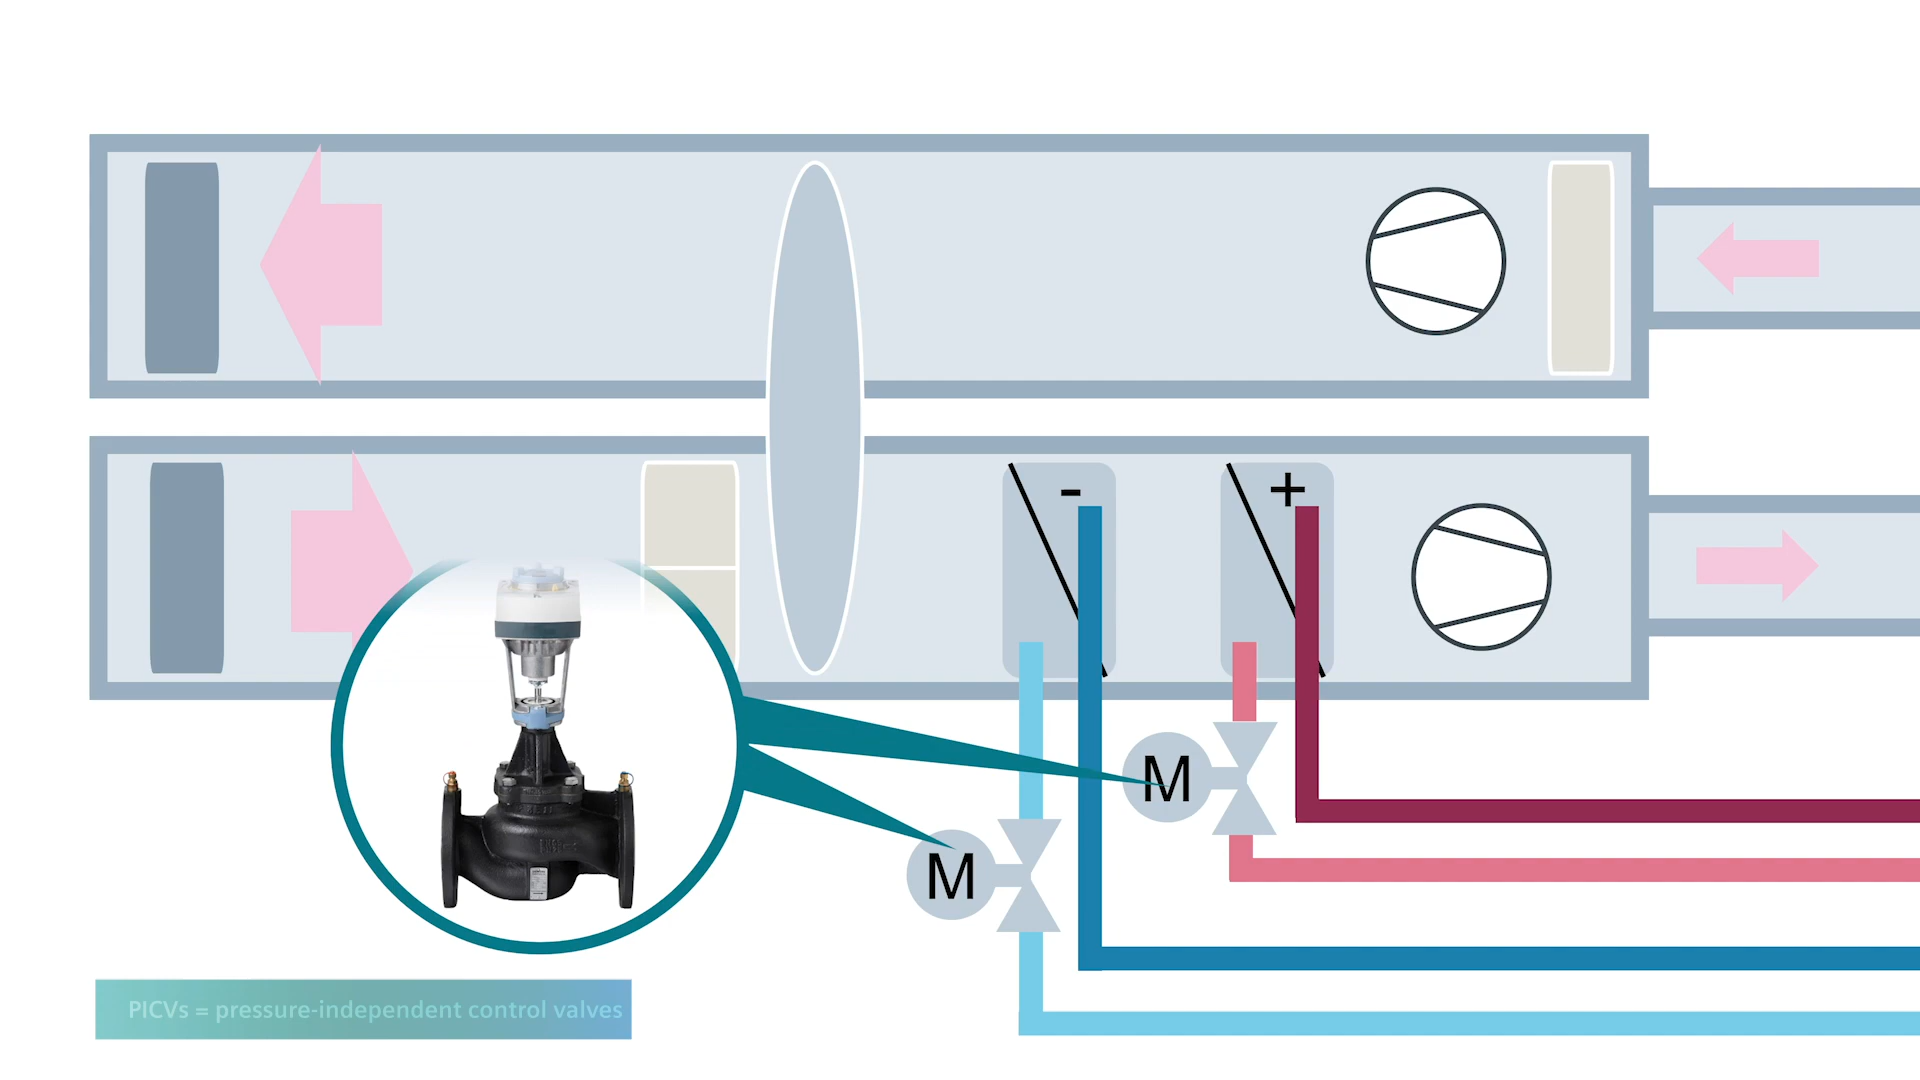 - +
M
M
PICVs = pressure-independent control valves